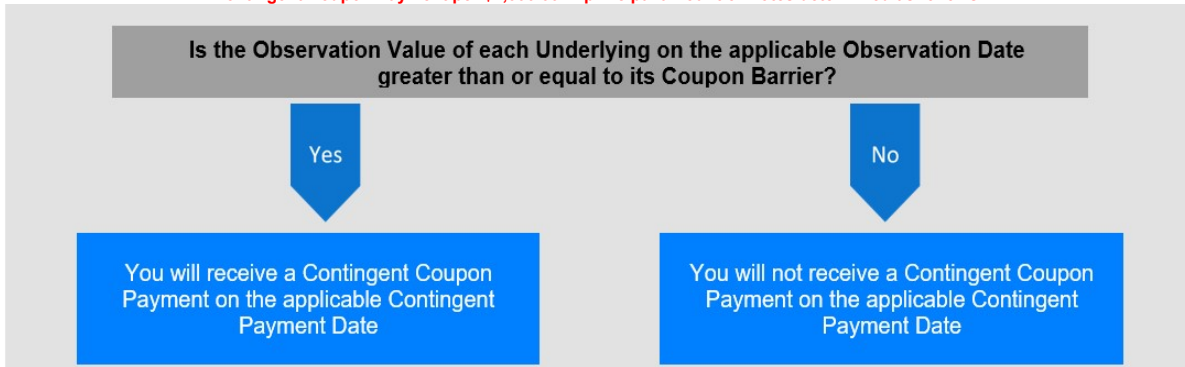 Is the Observation Value of each Underlying on the applicable Observation Date
greater than or equal to its Coupon Barrier?
Yes
No
You will receive a Contingent Coupon
Payment on the applicable Contingent
Payment Date
You will not receive a Contingent Coupon
Payment on the applicable Contingent
Payment Date